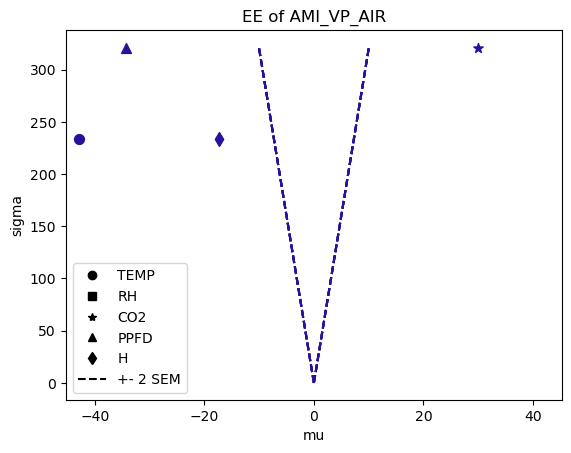 EE of AMI_VP_AIR
sigma
300
250
200
150
100
50
0
TEMP
RH
CO2
PPFD
H
+- 2 SEM
−40
−20
0
20
40
mu